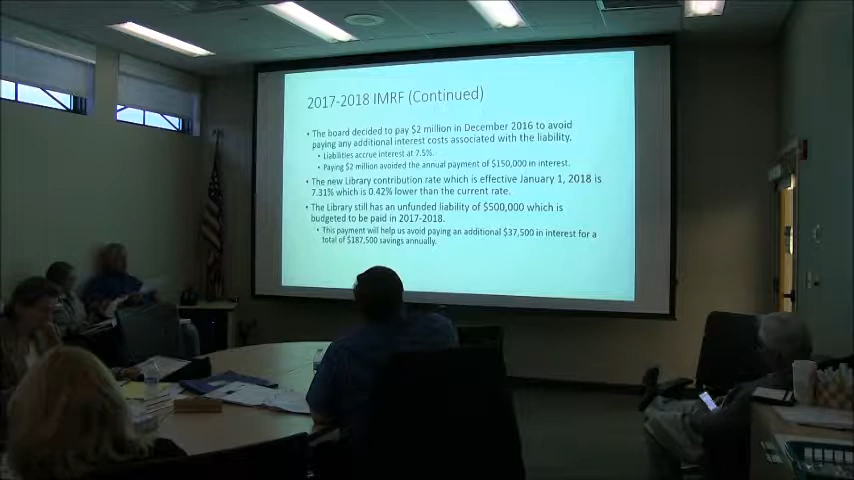 2017-2018 IMRF (Continued)
• The board decided to pay $2 million in December 2016 to avoid
paying any additional interest costs associated with the liability.
• Liabilities accrue interest at 7.5%.
• Paying $2 million avoided the annual payment of $150,000 in interest.
• The new Library contribution rate which is effective January 1, 2018 is
7.31% which is 0.42% lower than the current rate.
• The Library still has an unfunded liability of $500,000 which is
budgeted to be paid in 2017-2018.
• This payment will help us avoid paying an additional $37,500 in interest for a
total of $187,500 savings annually.